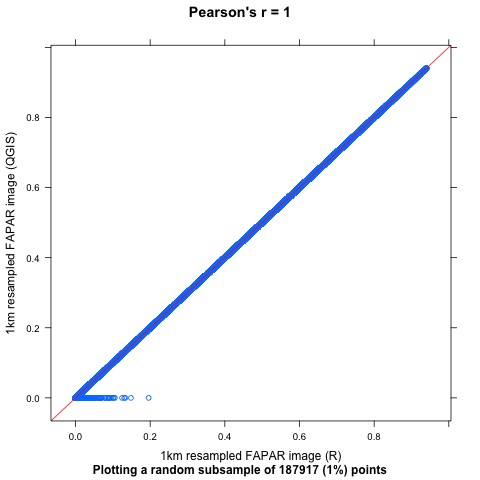 Pearson's r = 1
1km resampled FAPAR image (QGIS)
0.8
0.6
0.4
0.2
0.0
0.0 0.2 0.4 0.6 0.8
1km resampled FAPAR image (R)
Plotting a random subsample of 187917 (1%) points